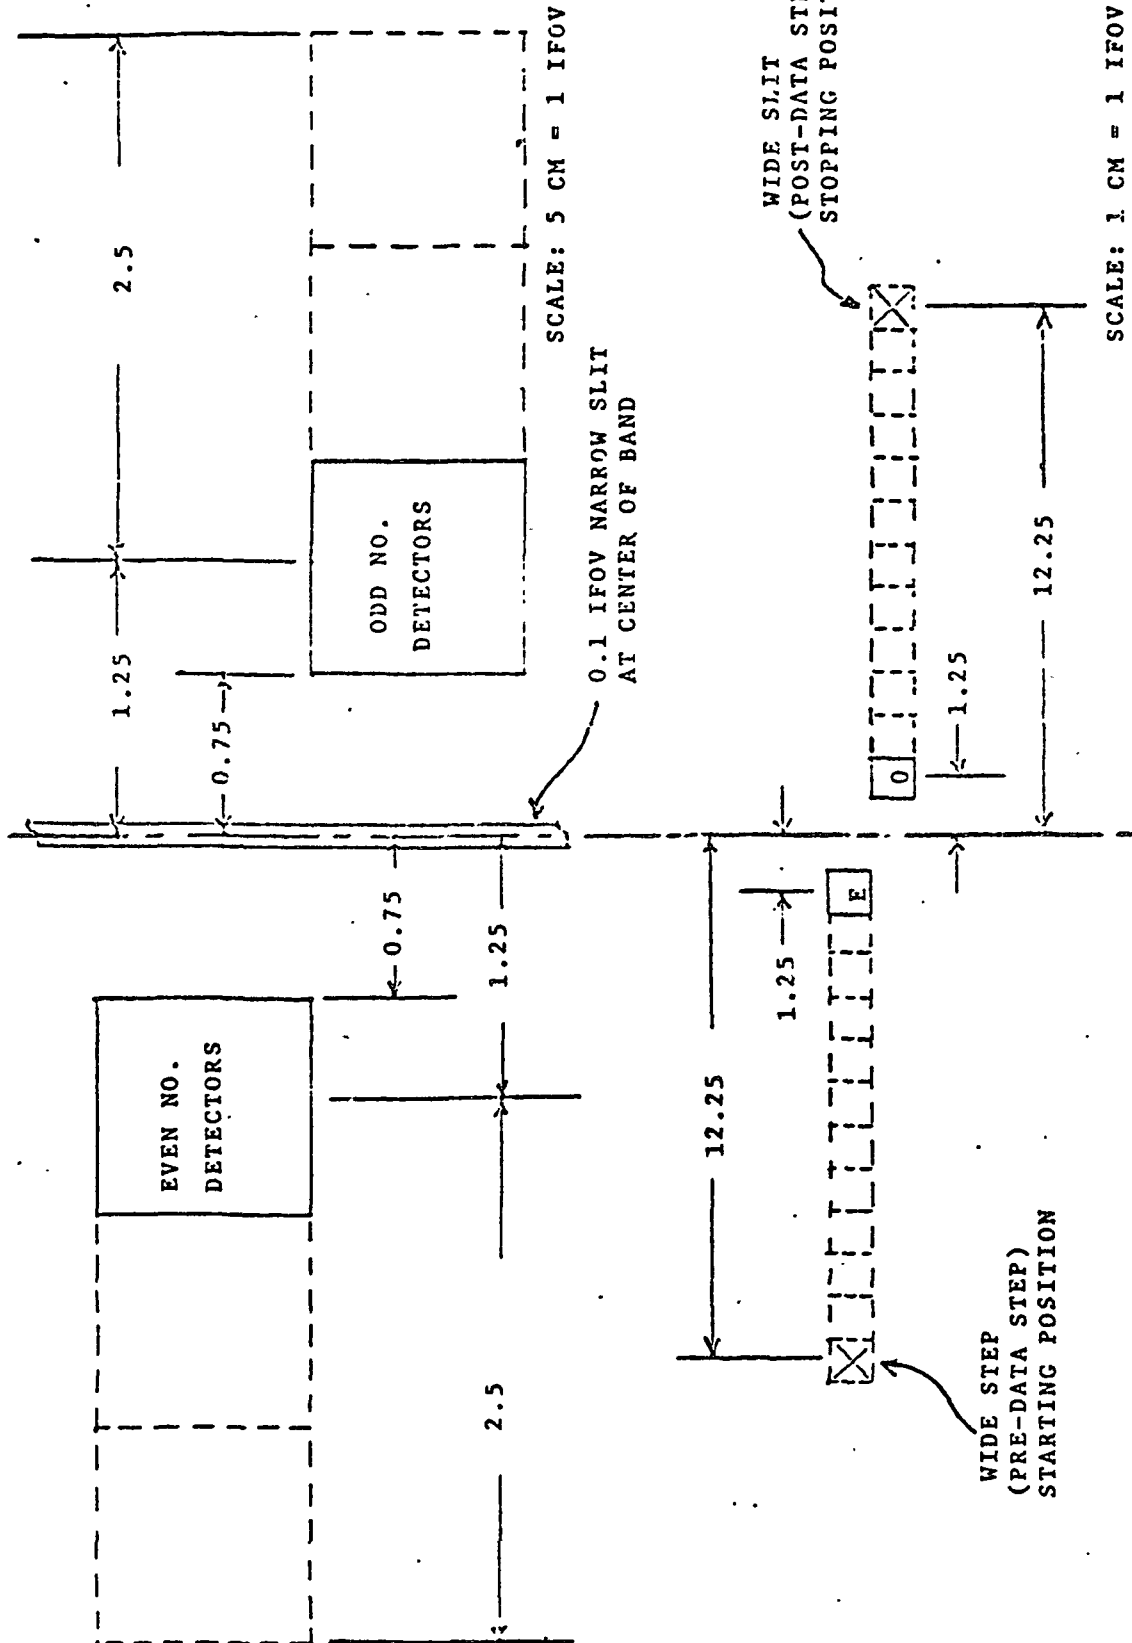 2.5
1.25
0.75
ODD NO.
DETECTORS
SCALE: 5 CM = 1 IFOV
0.1 IFOV NARROW SLIT
AT CENTER OF BAND
EVEN NO.
DETECTORS
0.75
1.25
2.5
WIDE SLIT
(POST-DATA
STOPPING
12.25
1.25
O
SCALE: 1 CM = 1 IFOV
E
1.25
12.25
WIDE STEP
(PRE-DATA STEP)
STARTING POSITION